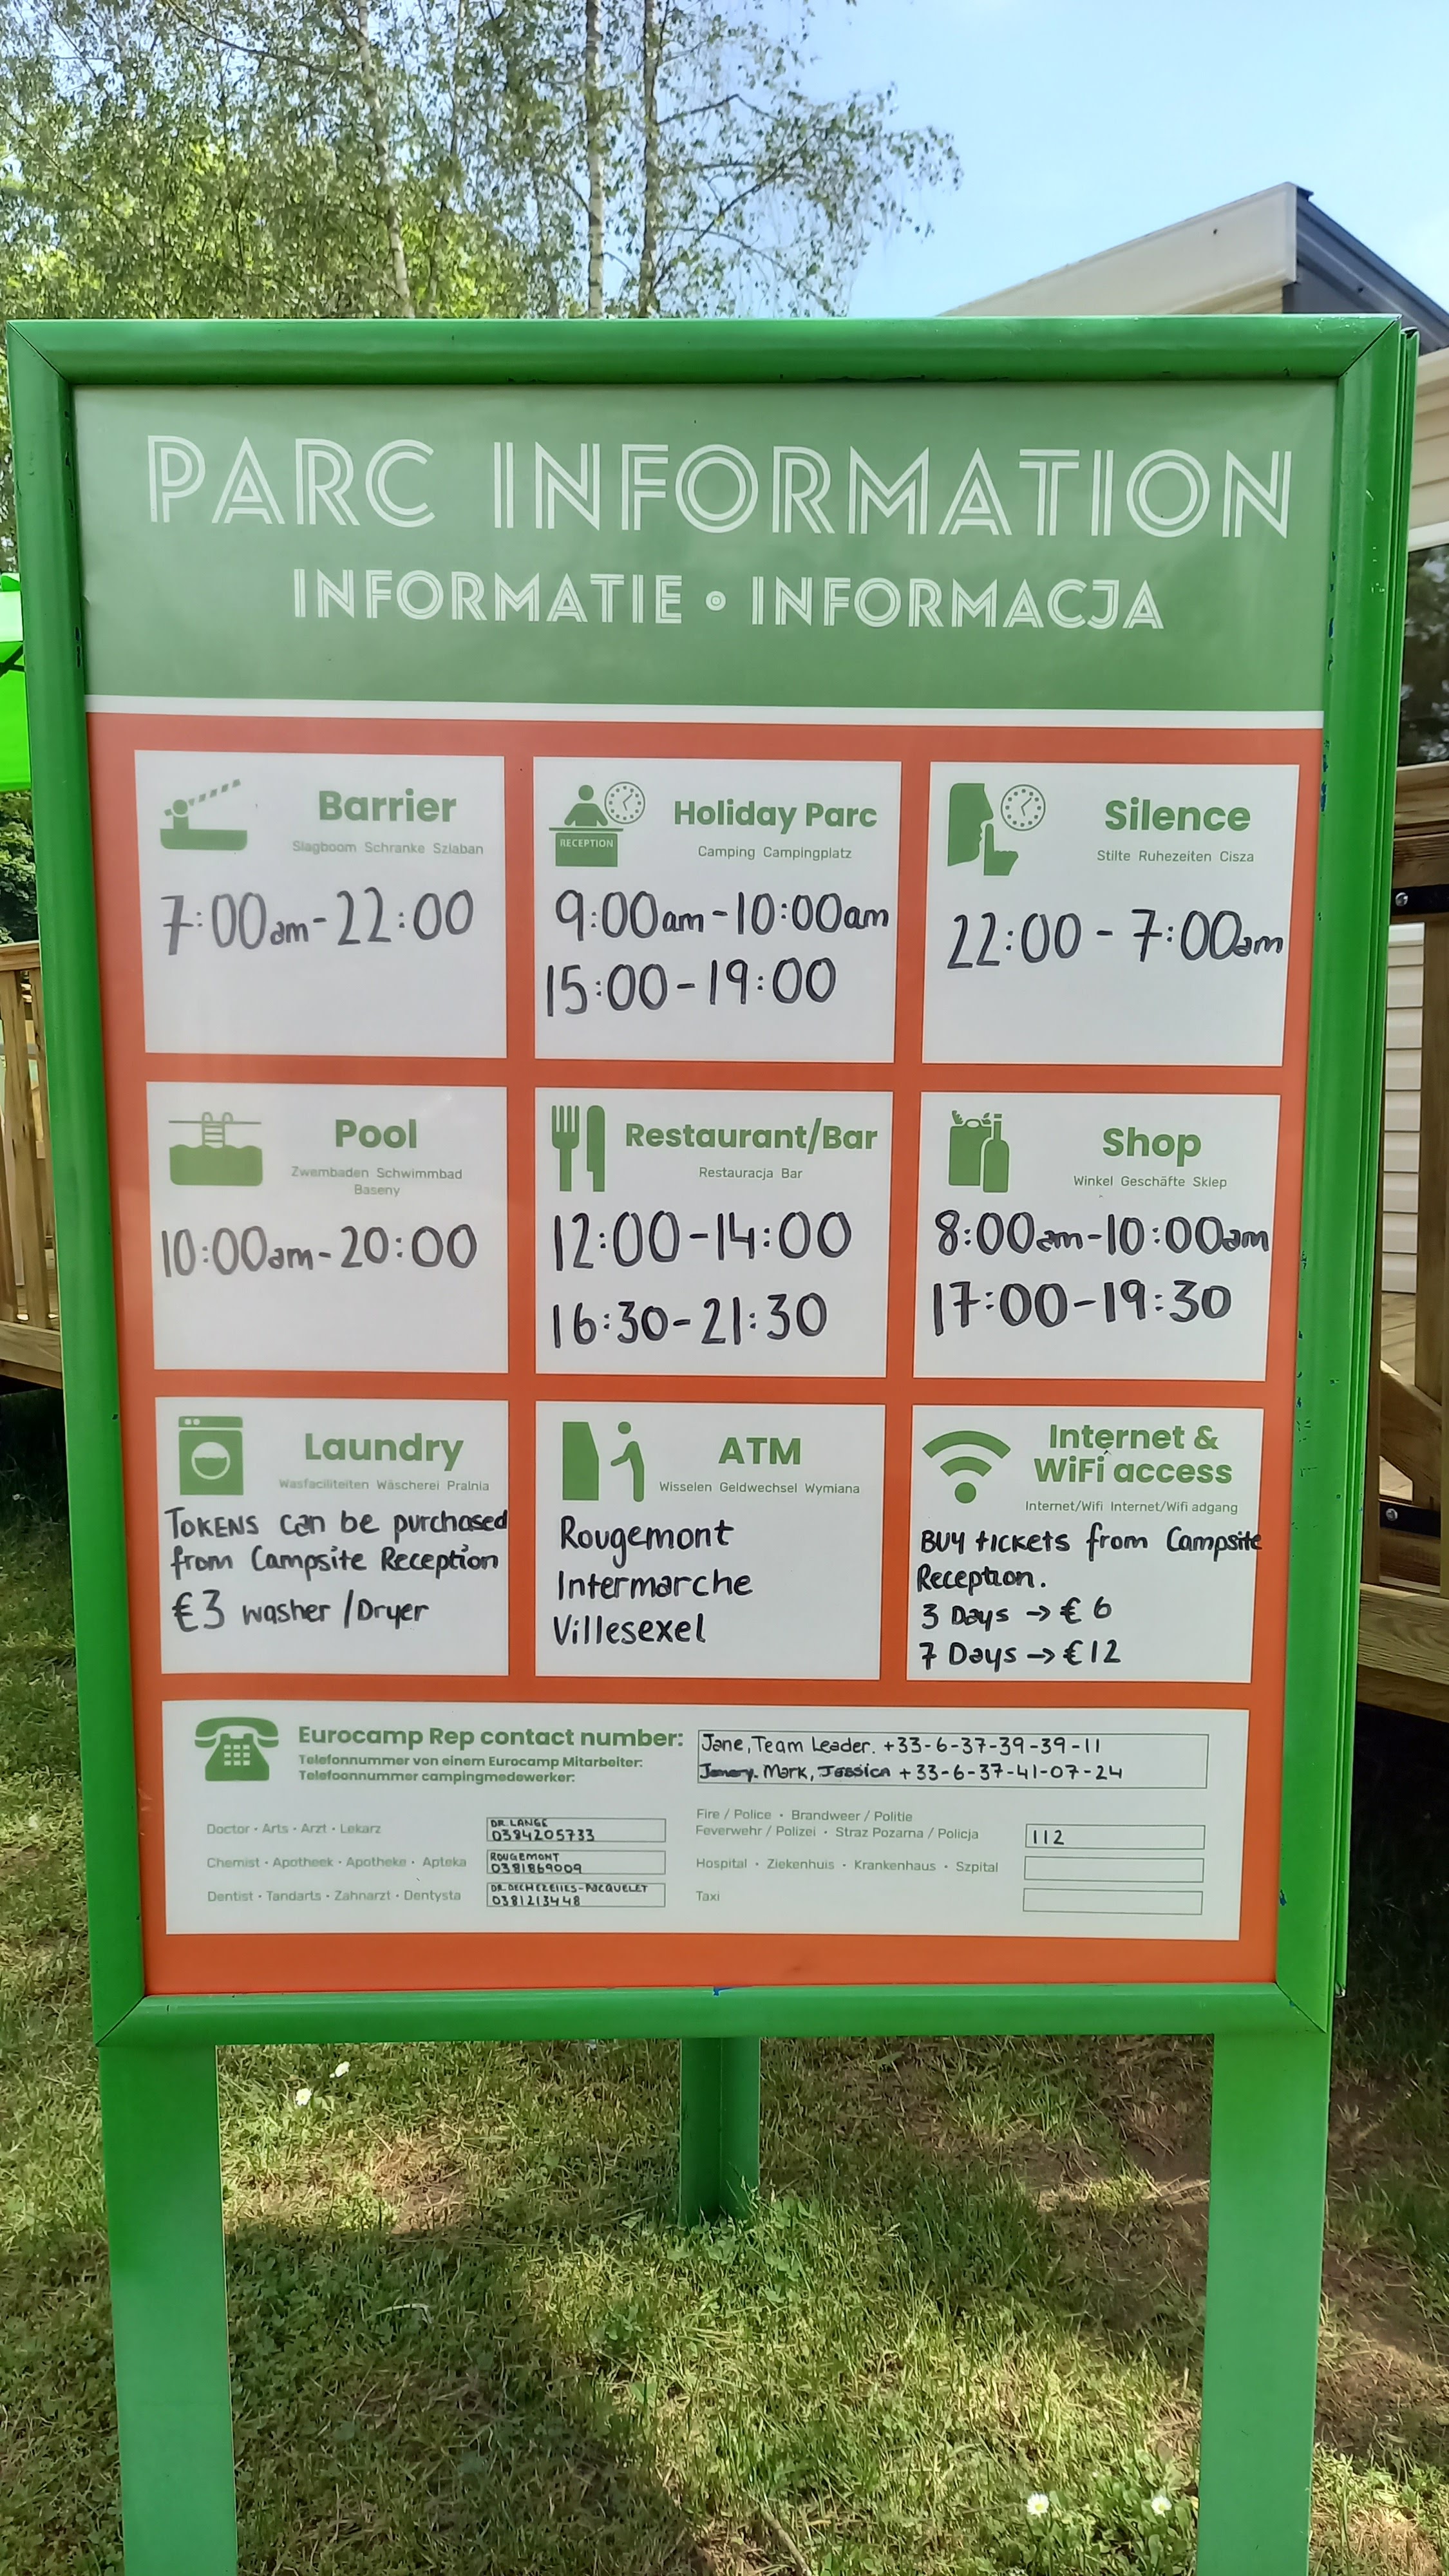 PARC INFORMATION
INFORMATIE • INFORMACJA
Barrier
Slagboom Schranke Szlaban
7:00am - 22:00
RECEPTION
Holiday Parc
Camping Campingplatz
9:00am - 10:00am
15:00 - 19:00
Silence
Stilte Ruhezeiten Cisza
22:00 - 7:00am
Pool
Zwembaden Schwimmbad
Baseny
10:00am - 20:00
Restaurant/Bar
Restauracja Bar
12:00 - 14:00
16:30 - 21:30
Shop
Winkel Geschäfte Sklep
8:00am - 10:00am
17:00 - 19:30
Laundry
Wasfaciliteiten Wäscherei Pralnia
TOKENS can be purchased
from Campsite Reception
€3 washer / Dryer
ATM
Wisselen Geldwechsel Wymiana
Rougemont
Intermarche
Villesexel
Internet &
WiFi access
Internet/Wifi Internet/Wifi adgang
BUY tickets from Campsite
Reception.
3 Days → € 6
7 Days → € 12
Eurocamp Rep contact number:
Telefonnummer von einem Eurocamp Mitarbeiter:
Telefoonnummer campingmedewerker:
Jane, Team Leader. +33-6-37-39-39-11
Mark, Jessica +33-6-37-41-07-24
Doctor • Arts • Arzt • Lekarz
DR. LANGE
0384205733
Chemist • Apotheek • Apotheke • Apteka
ROUGEMONT
0381869009
Dentist • Tandarts • Zahnarzt • Dentysta
0381213448
Fire / Police • Brandweer / Politie
Feverwehr / Polizei • Straz Pozarna / Policja
112
Hospital • Ziekenhuis • Krankenhaus • Szpital
Taxi